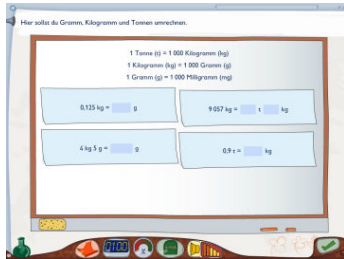 Hier sollst du Gramm, Kilogramm und Tonnen umrechnen.
1 Tonne (t) = 1 000 Kilogramm (kg)
1 Kilogramm (kg) = 1 000 Gramm (g)
1 Gramm (g) = 1 000 Milligramm (mg)
0,125 kg = g
9 057 kg = t kg
4 kg 5 g = g
0,9 t = kg